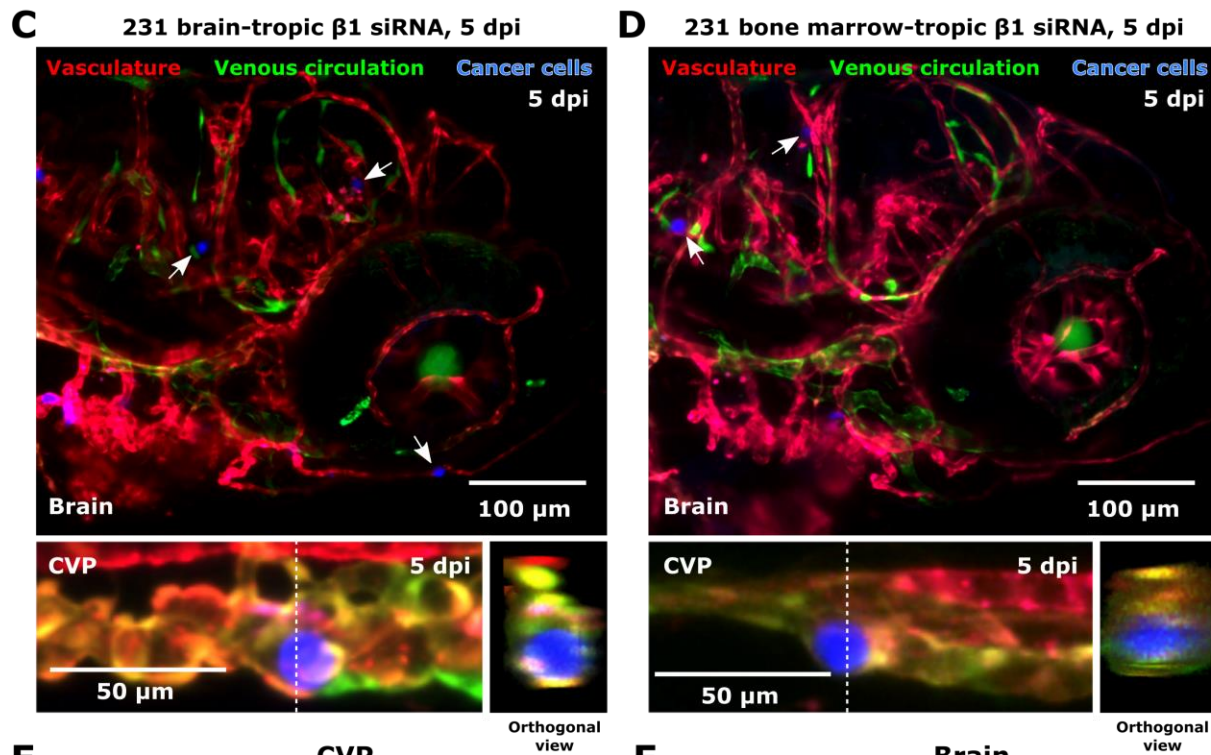 C 231 brain-tropic β1 siRNA, 5 dpi
Vasculature Venous circulation Cancer cells
5 dpi
Brain
100 µm
CVP 5 dpi
50 µm
Orthogonal
view
D 231 bone marrow-tropic β1 siRNA, 5 dpi
Vasculature Venous circulation Cancer cells
5 dpi
Brain
100 µm
CVP 5 dpi
50 µm
Orthogonal
view
CVP
Brain